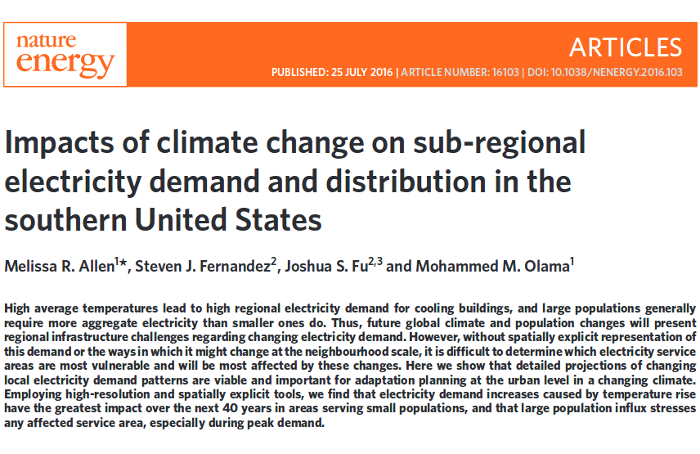 nature
energy
ARTICLES
PUBLISHED: 25 JULY 2016 | ARTICLE NUMBER: 16103 | DOI: 10.1038/NENERGY.2016.103
Impacts of climate change on sub-regional
electricity demand and distribution in the
southern United States
Melissa R. Allen1*, Steven J. Fernandez2, Joshua S. Fu2,3 and Mohammed M. Olama1
High average temperatures lead to high regional electricity demand for cooling buildings, and large populations generally
require more aggregate electricity than smaller ones do. Thus, future global climate and population changes will present
regional infrastructure challenges regarding changing electricity demand. However, without spatially explicit representation of
this demand or the ways in which it might change at the neighbourhood scale, it is difficult to determine which electricity service
areas are most vulnerable and will be most affected by these changes. Here we show that detailed projections of changing
local electricity demand patterns are viable and important for adaptation planning at the urban level in a changing climate.
Employing high-resolution and spatially explicit tools, we find that electricity demand increases caused by temperature rise
have the greatest impact over the next 40 years in areas serving small populations, and that large population influx stresses
any affected service area, especially during peak demand.